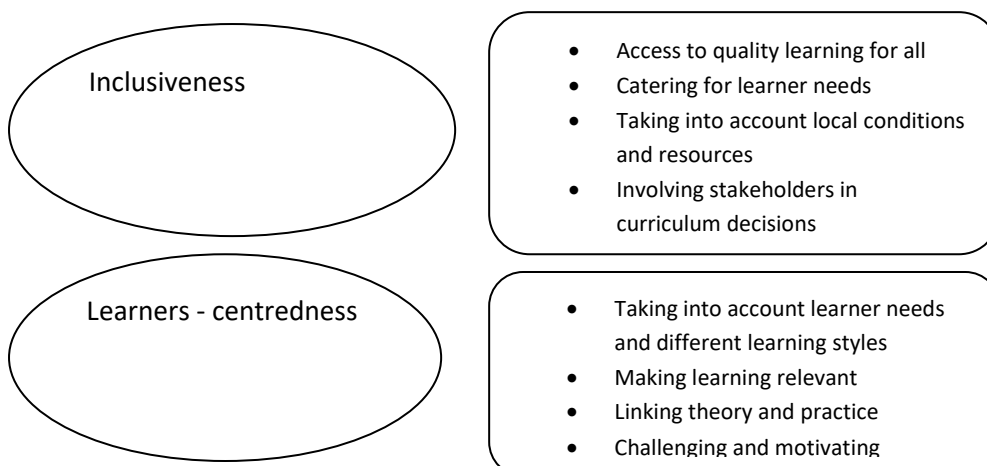 Inclusiveness
• Access to quality learning for all
• Catering for learner needs
• Taking into account local conditions
and resources
• Involving stakeholders in
curriculum decisions
Learners - centredness
• Taking into account learner needs
and different learning styles
• Making learning relevant
• Linking theory and practice
• Challenging and motivating